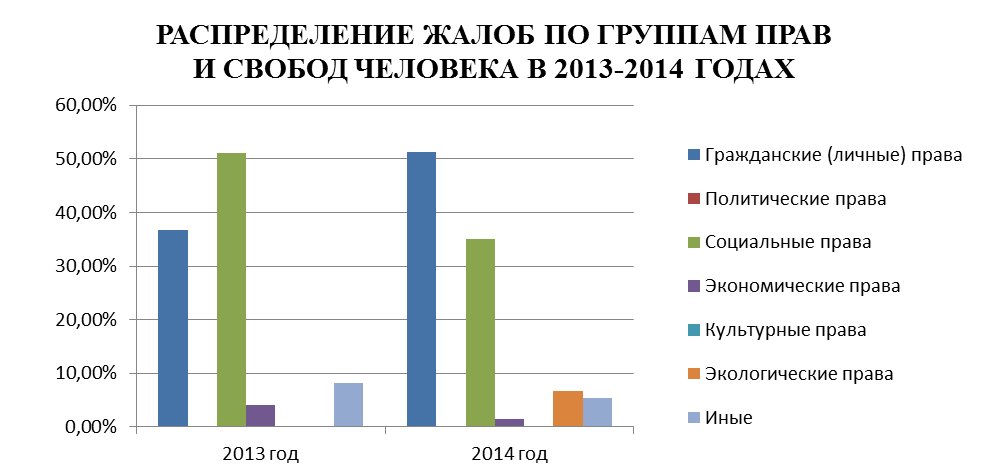 РАСПРЕДЕЛЕНИЕ ЖАЛОБ ПО ГРУППАМ ПРАВ
И СВОБОД ЧЕЛОВЕКА В 2013-2014 ГОДАХ
60,00%
50,00%
40,00%
30,00%
20,00%
10,00%
0,00%
2013 год
2014 год
Гражданские (личные) права
Политические права
Социальные права
Экономические права
Культурные права
Экологические права
Иные